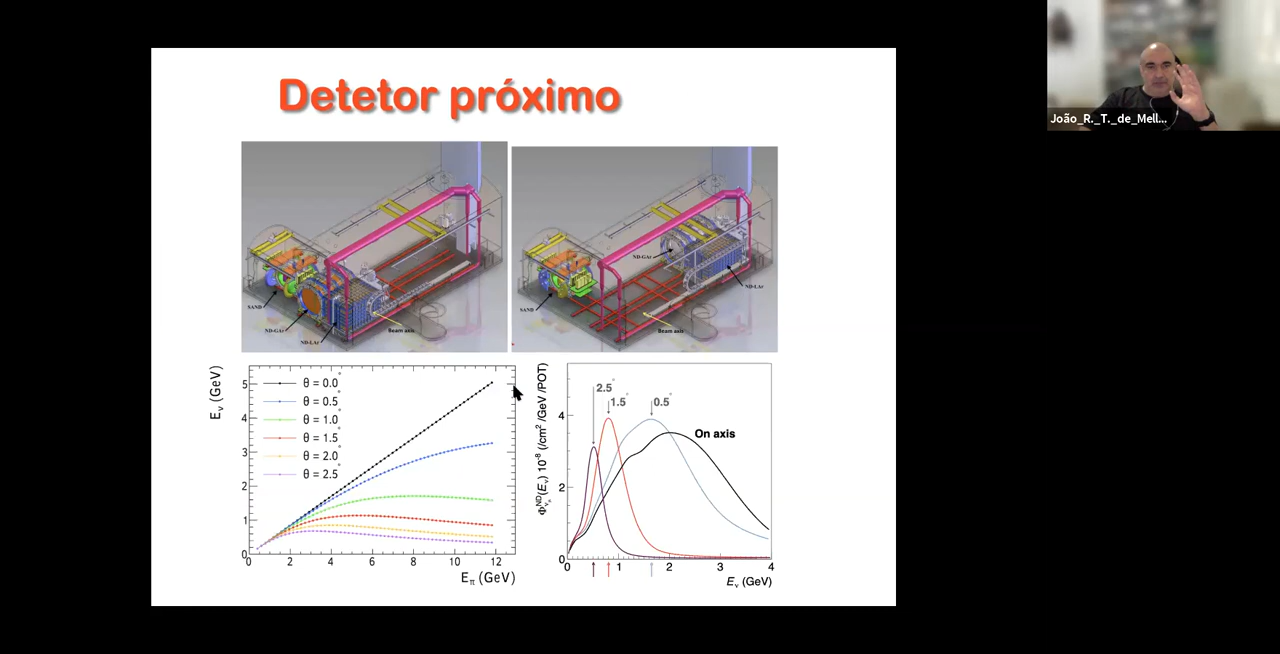 Detetor próximo
João_R._T._de_Mell...
SAND
ND-GAr
ND-LAr
Beam axis
ND-GAr
ND-LAr
SAND
Beam axis
Eν (GeV)
5
4
3
2
1
0
θ = 0.0°
θ = 0.5°
θ = 1.0°
θ = 1.5°
θ = 2.0°
θ = 2.5°
0 2 4 6 8 10 12
Eπ (GeV)
2.5°
1.5°
0.5°
On axis
4
2
0
0 1 2 3 4
Eν (GeV)